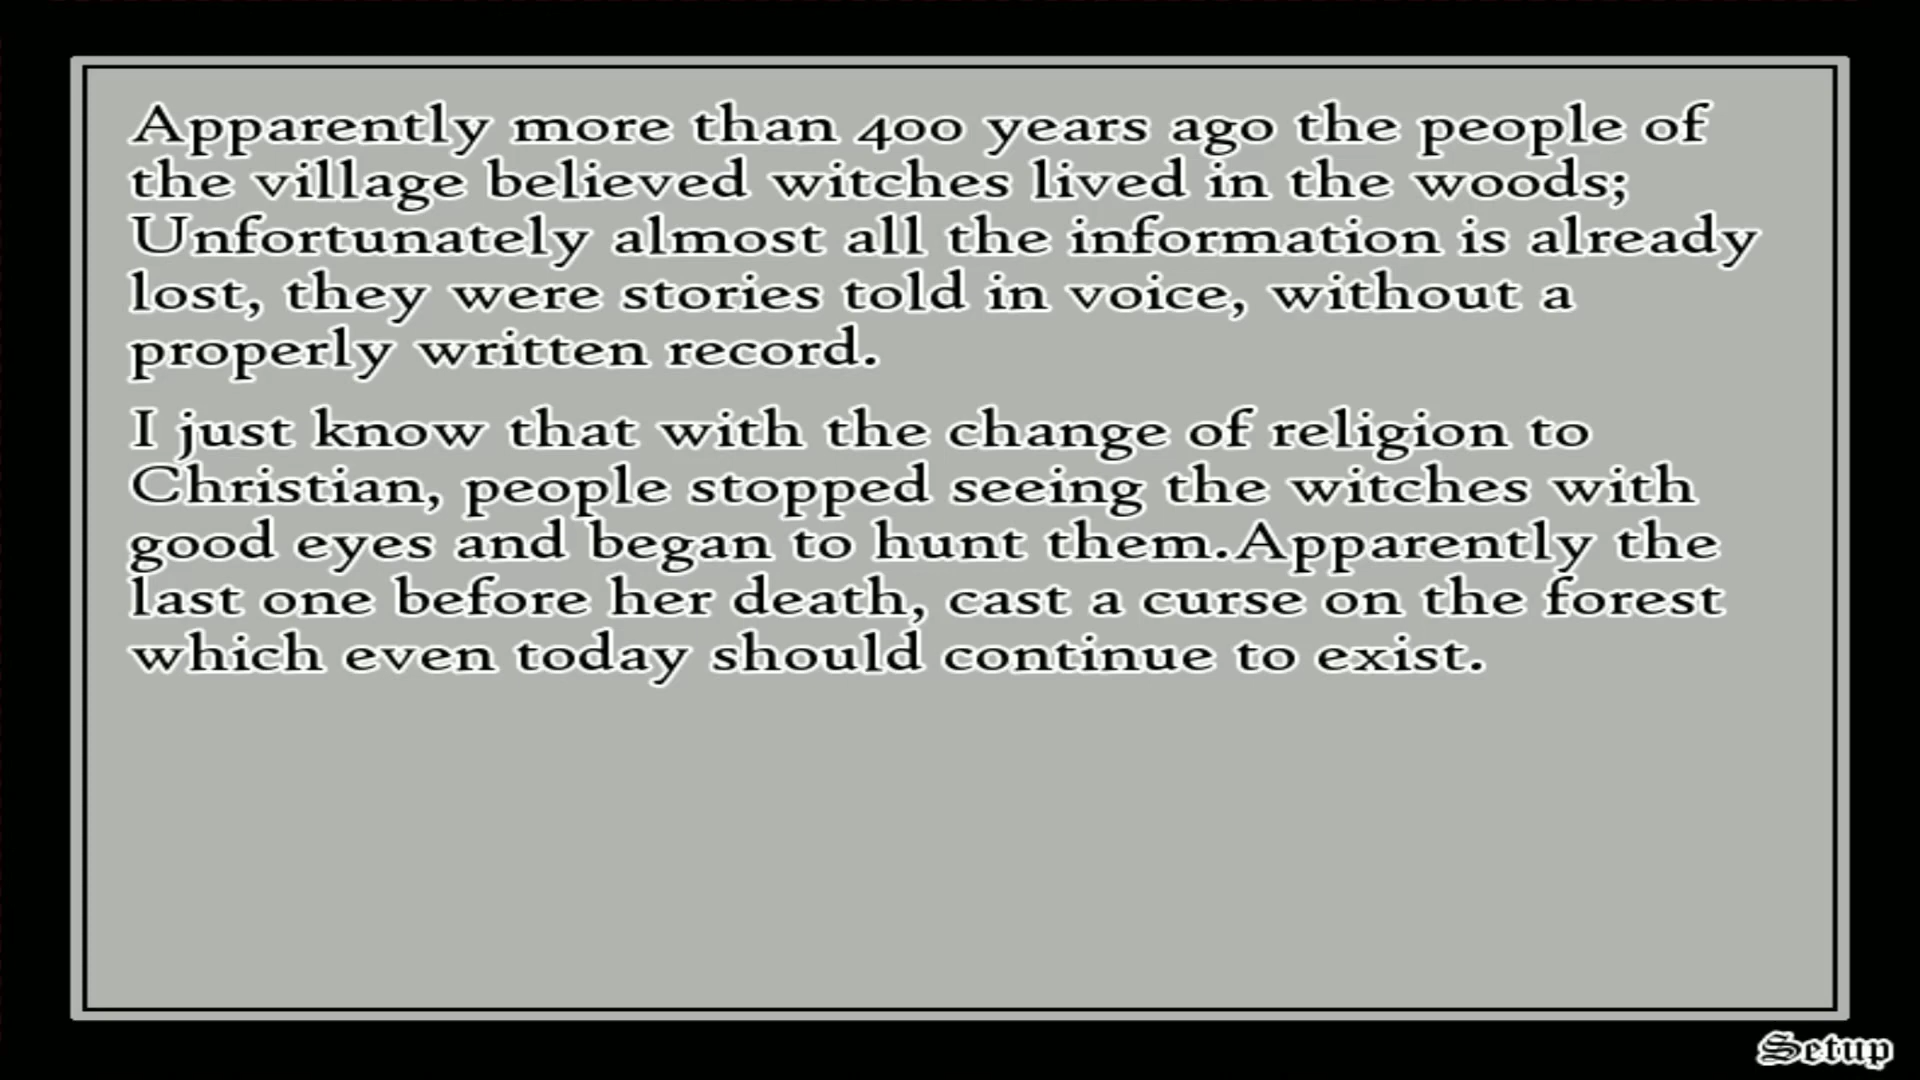 Apparently more than 400 years ago the people of
the village believed witches lived in the woods;
Unfortunately almost all the information is already
lost, they were stories told in voice, without a
properly written record.
I just know that with the change of religion to
Christian, people stopped seeing the witches with
good eyes and began to hunt them.Apparently the
last one before her death, cast a curse on the forest
which even today should continue to exist.
Setup